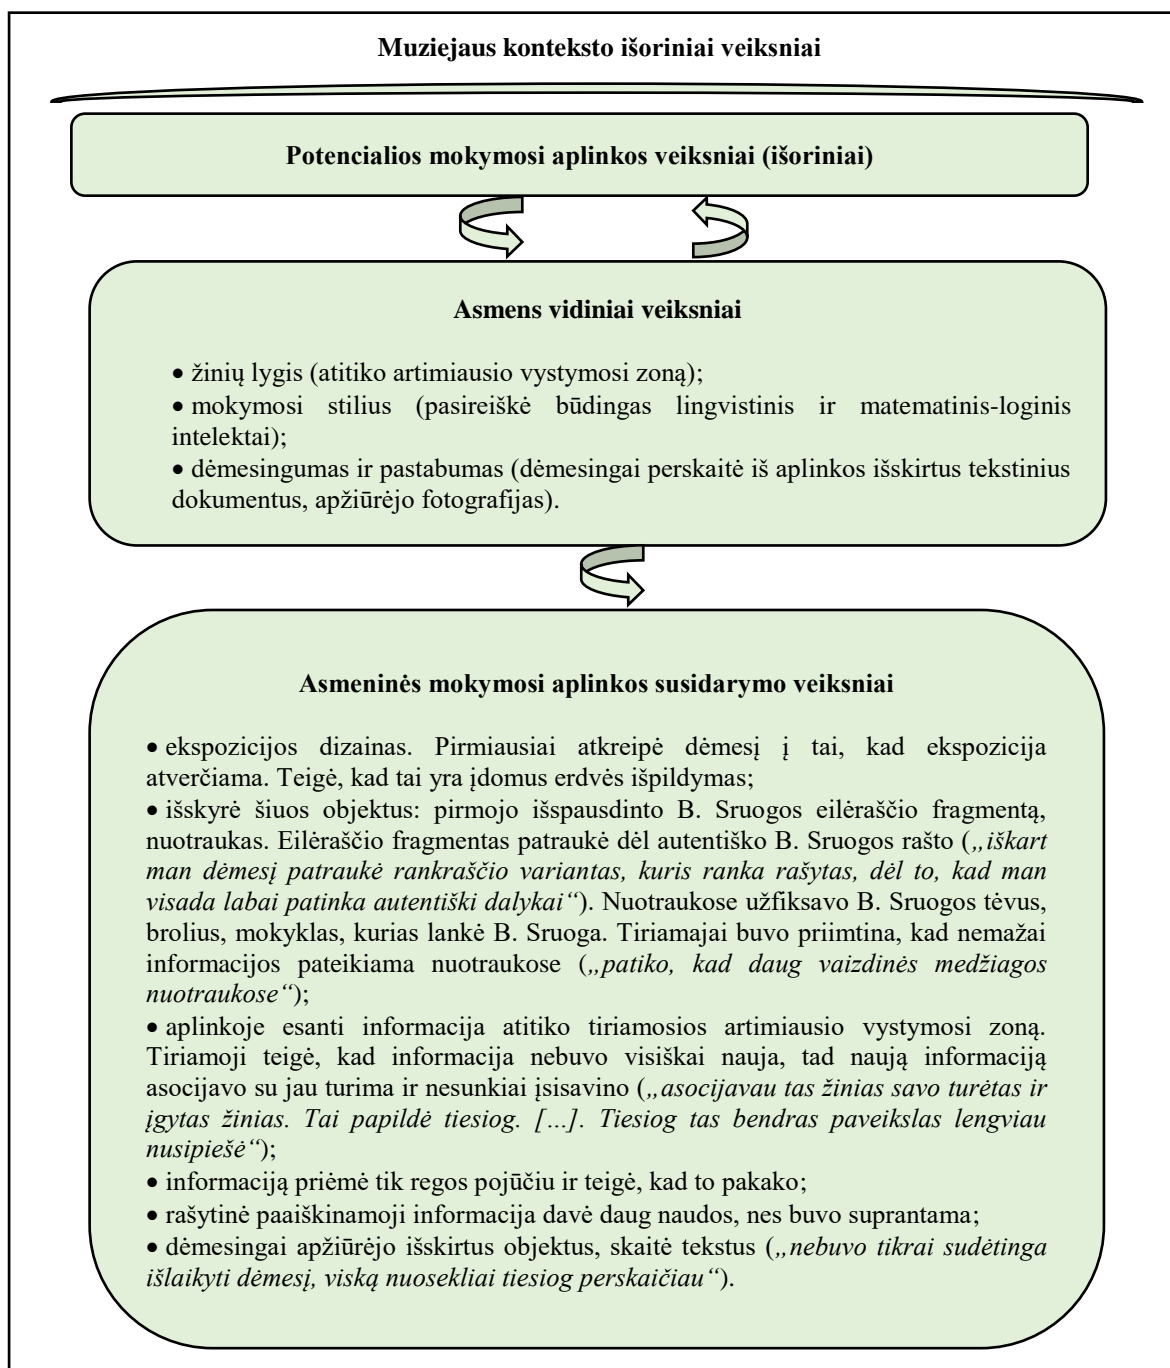 Muziejaus konteksto išoriniai veiksniai
Potencialios mokymosi aplinkos veiksniai (išoriniai)
Asmens vidiniai veiksniai
• žinių lygis (atitiko artimiausio vystymosi zoną);
• mokymosi stilius (pasireiškė būdingas lingvistinis ir matematinis-loginis
intelektai);
• dėmesingumas ir pastabumas (dėmesingai perskaitė iš aplinkos išskirtus tekstinius
dokumentus, apžiūrėjo fotografijas).
Asmeninės mokymosi aplinkos susidarymo veiksniai
• ekspozicijos dizainas. Pirmiausiai atkreipė dėmesį į tai, kad ekspozicija
atverčiama. Teigė, kad tai yra įdomus erdvės išpildymas;
• išskyrė šiuos objektus: pirmojo išspausdinto B. Sruogos eilėraščio fragmentą,
nuotraukas. Eilėraščio fragmentas patraukė dėl autentiško B. Sruogos rašto („iškart
man dėmesį patraukė rankraščio variantas, kuris ranka rašytas, dėl to, kad man
visada labai patinka autentiški dalykai“). Nuotraukose užfiksavo B. Sruogos tėvus,
brolius, mokyklas, kurias lankė B. Sruoga. Tiriamajai buvo priimtina, kad nemažai
informacijos pateikiama nuotraukose („patiko, kad daug vaizdinės medžiagos
nuotraukose“);
• aplinkoje esanti informacija atitiko tiriamosios artimiausio vystymosi zoną.
Tiriamoji teigė, kad informacija nebuvo visiškai nauja, tad naują informaciją
asocijavo su jau turima ir nesunkiai įsisavino („asocijavau tas žinias savo turėtas ir
įgytas žinias. Tai papildė tiesiog. […]. Tiesiog tas bendras paveikslas lengviau
nusipiešė“);
• informaciją priėmė tik regos pojūčiu ir teigė, kad to pakako;
• rašytinė paaiškinamoji informacija davė daug naudos, nes buvo suprantama;
• dėmesingai apžiūrėjo išskirtus objektus, skaitė tekstus („nebuvo tikrai sudėtinga
išlaikyti dėmesį, viską nuosekliai tiesiog perskaičiau“).